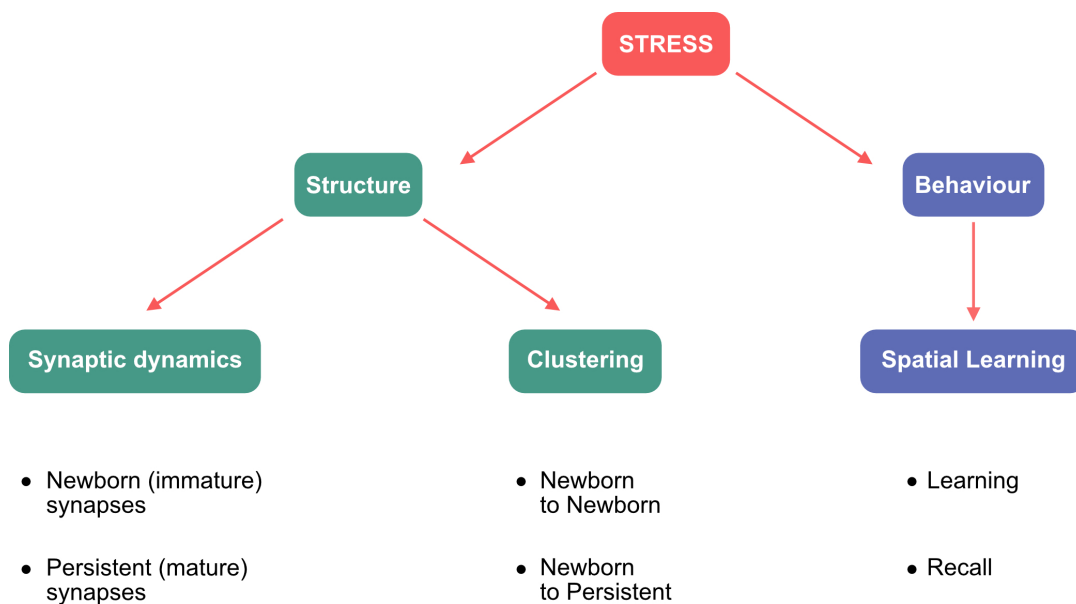 STRESS
Structure
Behaviour
Synaptic dynamics
Clustering
Spatial Learning
• Newborn (immature)
synapses
• Persistent (mature)
synapses
• Newborn
to Newborn
• Newborn
to Persistent
• Learning
• Recall